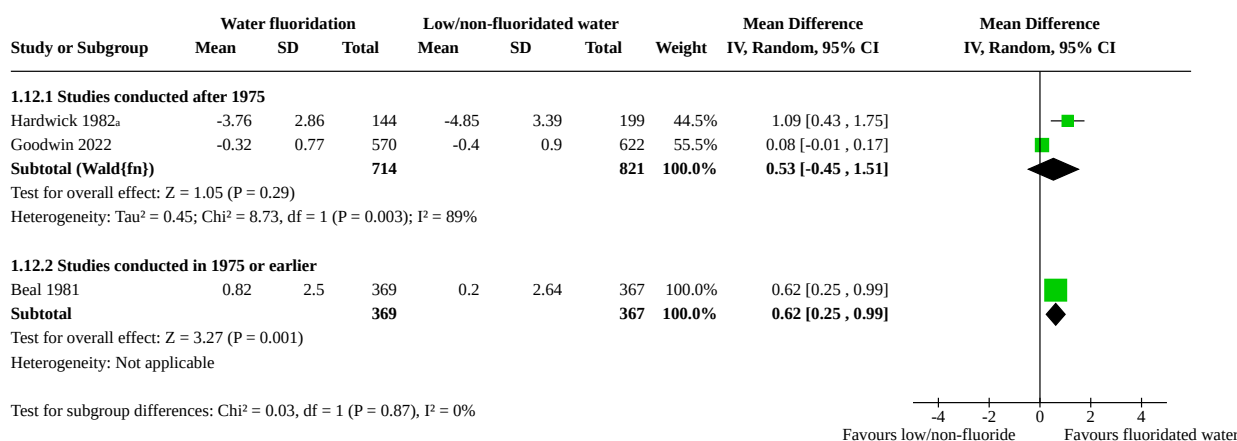 Water fluoridation Low/non-fluoridated water Mean Difference Mean Difference
Study or Subgroup Mean SD Total Mean SD Total Weight IV, Random, 95% CI IV, Random, 95% CI
1.12.1 Studies conducted after 1975
Hardwick 1982a -3.76 2.86 144 -4.85 3.39 199 44.5% 1.09 [0.43 , 1.75]
Goodwin 2022 -0.32 0.77 570 -0.4 0.9 622 55.5% 0.08 [-0.01 , 0.17]
Subtotal (Wald{fn}) 714 821 100.0% 0.53 [-0.45 , 1.51]
Test for overall effect: Z = 1.05 (P = 0.29)
Heterogeneity: Tau² = 0.45; Chi² = 8.73, df = 1 (P = 0.003); I² = 89%
1.12.2 Studies conducted in 1975 or earlier
Beal 1981 0.82 2.5 369 0.2 2.64 367 100.0% 0.62 [0.25 , 0.99]
Subtotal 369 367 100.0% 0.62 [0.25 , 0.99]
Test for overall effect: Z = 3.27 (P = 0.001)
Heterogeneity: Not applicable
Test for subgroup differences: Chi² = 0.03, df = 1 (P = 0.87), I² = 0%
-4 -2 0 2 4
Favours low/non-fluoride Favours fluoridated water